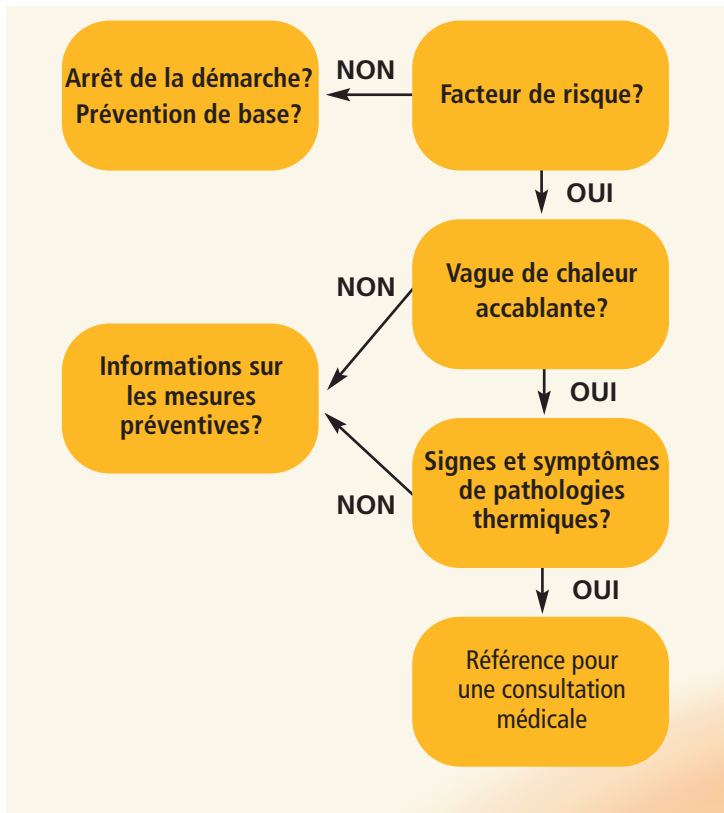 Arrêt de la démarche?
Prévention de base?
NON
Facteur de risque?
OUI
Vague de chaleur
accablante?
NON
Informations sur
les mesures
préventives?
OUI
Signes et symptômes
de pathologies
thermiques?
NON
OUI
Référence pour
une consultation
médicale